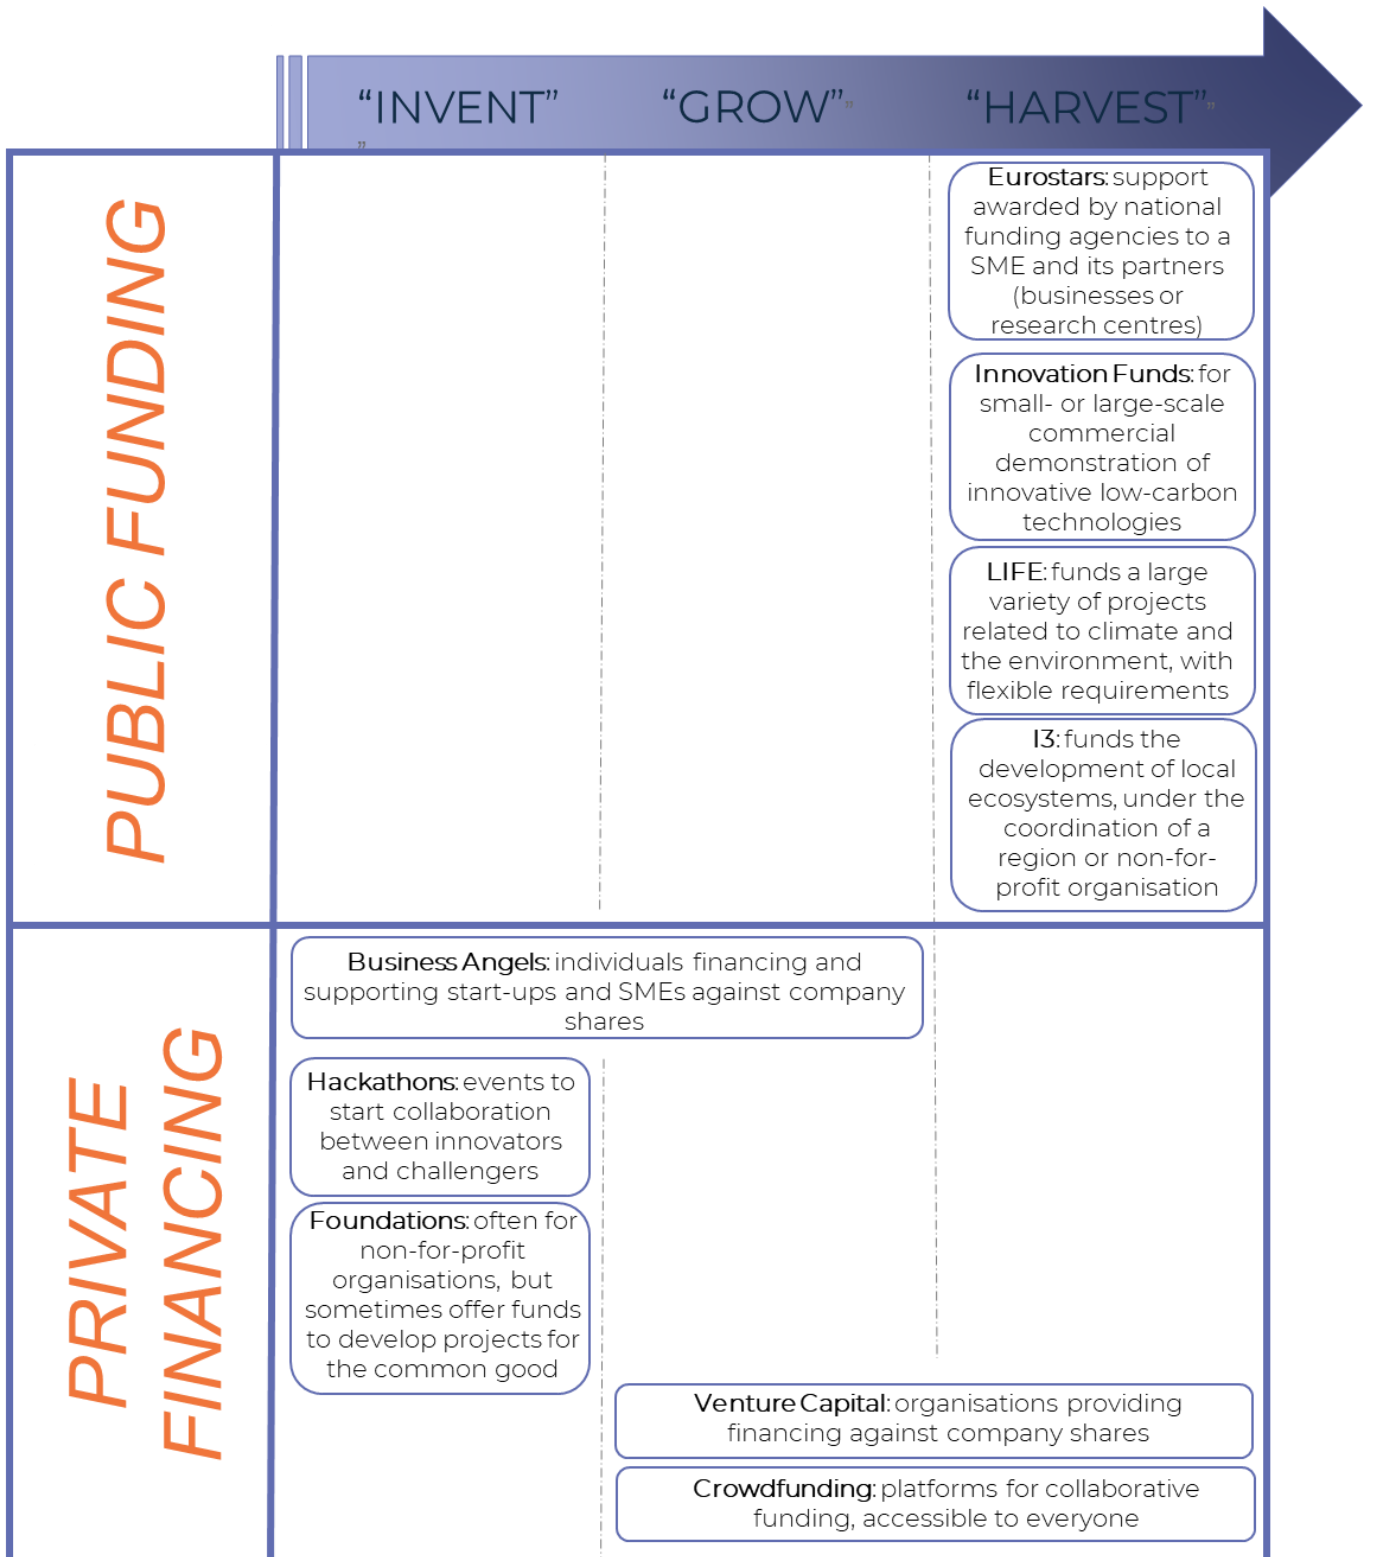 “INVENT”
”
“GROW””
“HARVEST””
PUBLIC FUNDING
Eurostars: support
awarded by national
funding agencies to a
SME and its partners
(businesses or
research centres)
Innovation Funds: for
small- or large-scale
commercial
demonstration of
innovative low-carbon
technologies
LIFE: funds a large
variety of projects
related to climate and
the environment, with
flexible requirements
I3: funds the
development of local
ecosystems, under the
coordination of a
region or non-for-
profit organisation
PRIVATE
FINANCING
Business Angels: individuals financing and
supporting start-ups and SMEs against company
shares
Hackathons: events to
start collaboration
between innovators
and challengers
Foundations: often for
non-for-profit
organisations, but
sometimes offer funds
to develop projects for
the common good
Venture Capital: organisations providing
financing against company shares
Crowdfunding: platforms for collaborative
funding, accessible to everyone